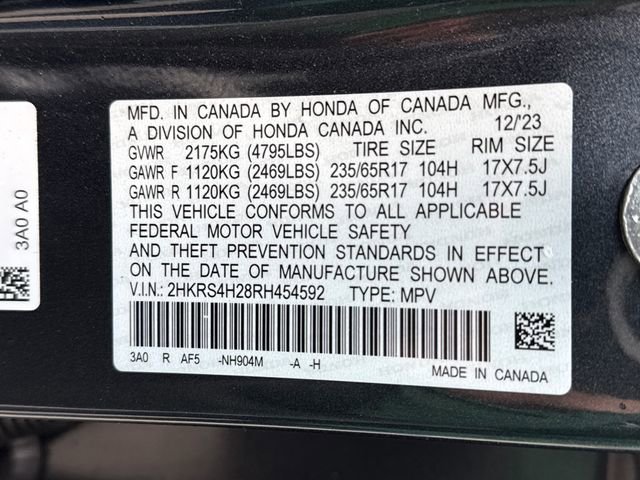 MFD. IN CANADA BY HONDA OF CANADA MFG.,
A DIVISION OF HONDA CANADA INC. 12/'23
GVWR 2175KG (4795LBS) TIRE SIZE RIM SIZE
GAWR F 1120KG (2469LBS) 235/65R17 104H 17X7.5J
GAWR R 1120KG (2469LBS) 235/65R17 104H 17X7.5J
THIS VEHICLE CONFORMS TO ALL APPLICABLE
FEDERAL MOTOR VEHICLE SAFETY
AND THEFT PREVENTION STANDARDS IN EFFECT
ON THE DATE OF MANUFACTURE SHOWN ABOVE.
V.I.N.: 2HKRS4H28RH454592 TYPE: MPV
3A0 R AF5 -NH904M -A -H
MADE IN CANADA
3A0 A0